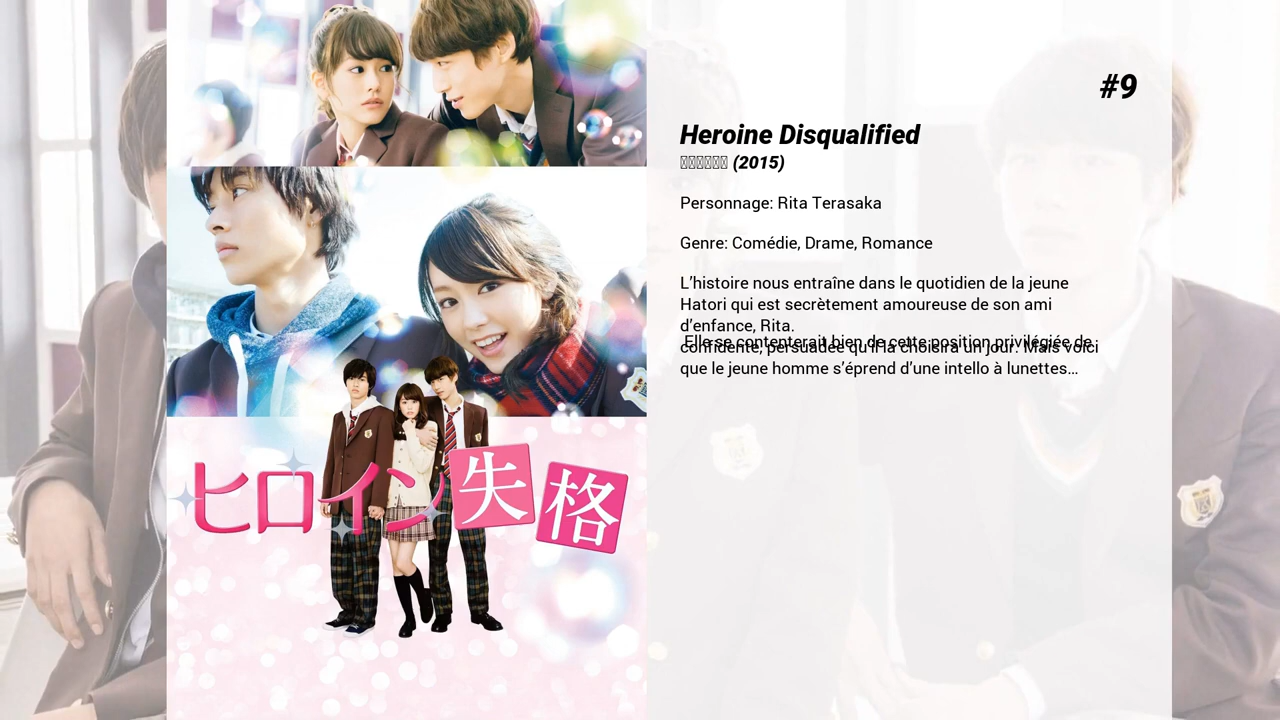 #9
Heroine Disqualified
(2015)
Personnage: Rita Terasaka
Genre: Comédie, Drame, Romance
L’histoire nous entraîne dans le quotidien de la jeune
Hatori qui est secrètement amoureuse de son ami
d’enfance, Rita.
Elle se contenterait bien de cette position privilégiée de
confidente, persuadée qu’il la choisira un jour. Mais voici
que le jeune homme s’éprend d’une intello à lunettes…
ヒロイン失格